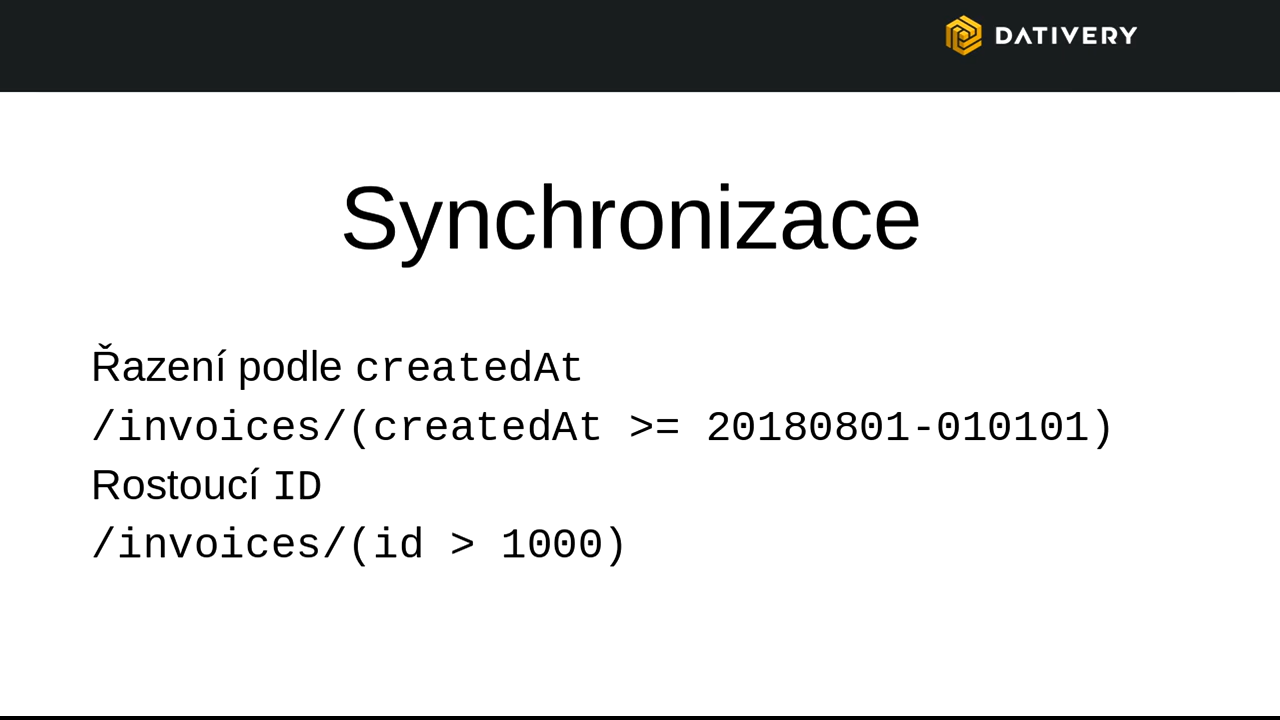 DATIVERY
Synchronizace
Řazení podle createdAt
/invoices/(createdAt >= 20180801-010101)
Rostoucí ID
/invoices/(id > 1000)